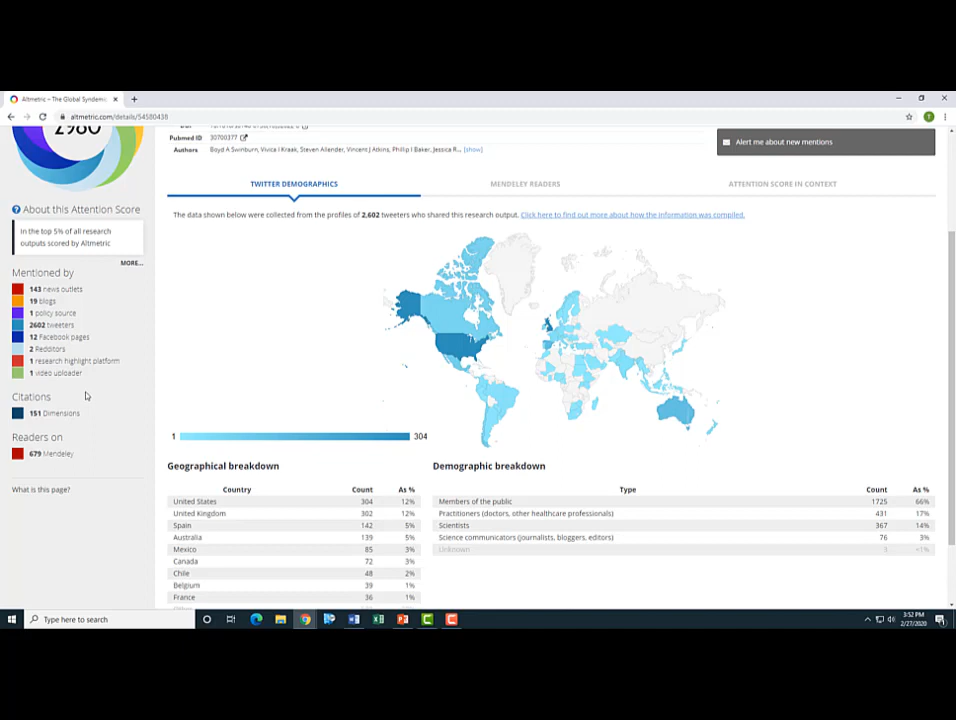 Altmetric – The Global Syndem
altmetric.com/details/54580438
2980
About this Attention Score
In the top 5% of all research
outputs scored by Altmetric
MORE...
Mentioned by
143 news outlets
19 blogs
1 policy source
2602 tweeters
12 Facebook pages
2 Redditors
1 research highlight platform
1 video uploader
Citations
151 Dimensions
Readers on
679 Mendeley
What is this page?
Pubmed ID 30700377
Authors Boyd A Swinburn, Vivica I Kraak, Steven Allender, Vincent J Atkins, Phillip I Baker, Jessica R... [show]
Alert me about new mentions
TWITTER DEMOGRAPHICS MENDELEY READERS ATTENTION SCORE IN CONTEXT
The data shown below were collected from the profiles of 2,602 tweeters who shared this research output. Click here to find out more about how the information was compiled.
1 304
Geographical breakdown
Country Count As %
United States 304 12%
United Kingdom 302 12%
Spain 142 5%
Australia 139 5%
Mexico 85 3%
Canada 72 3%
Chile 48 2%
Belgium 39 1%
France 36 1%
Demographic breakdown
Type Count As %
Members of the public 1725 66%
Practitioners (doctors, other healthcare professionals) 431 17%
Scientists 367 14%
Science communicators (journalists, bloggers, editors) 76 3%
Unknown 3 <1%
Type here to search
3:52 PM
2/27/2020